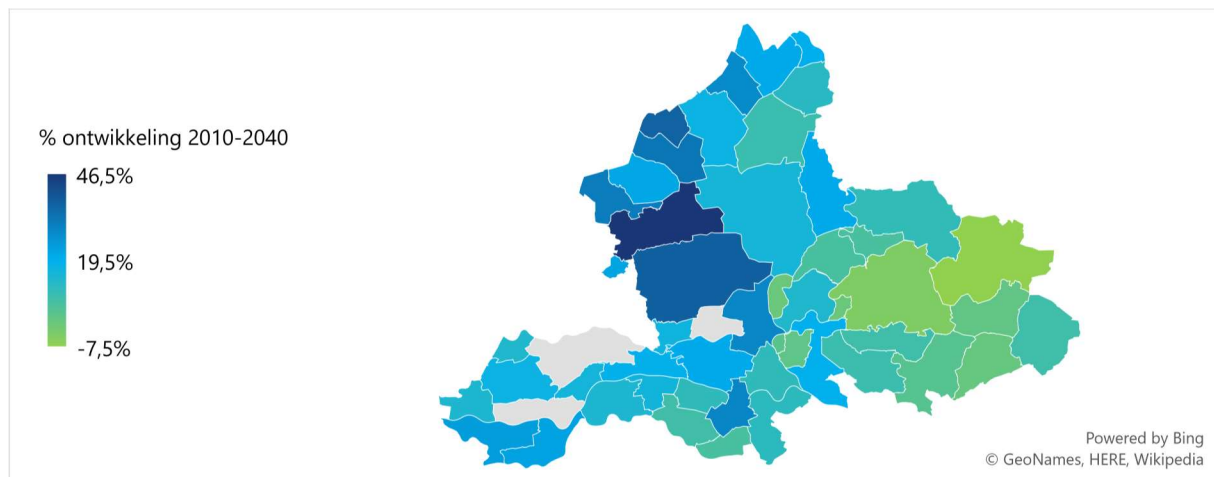 % ontwikkeling 2010-2040
46,5%
19,5%
-7,5%
Powered by Bing
© GeoNames, HERE, Wikipedia